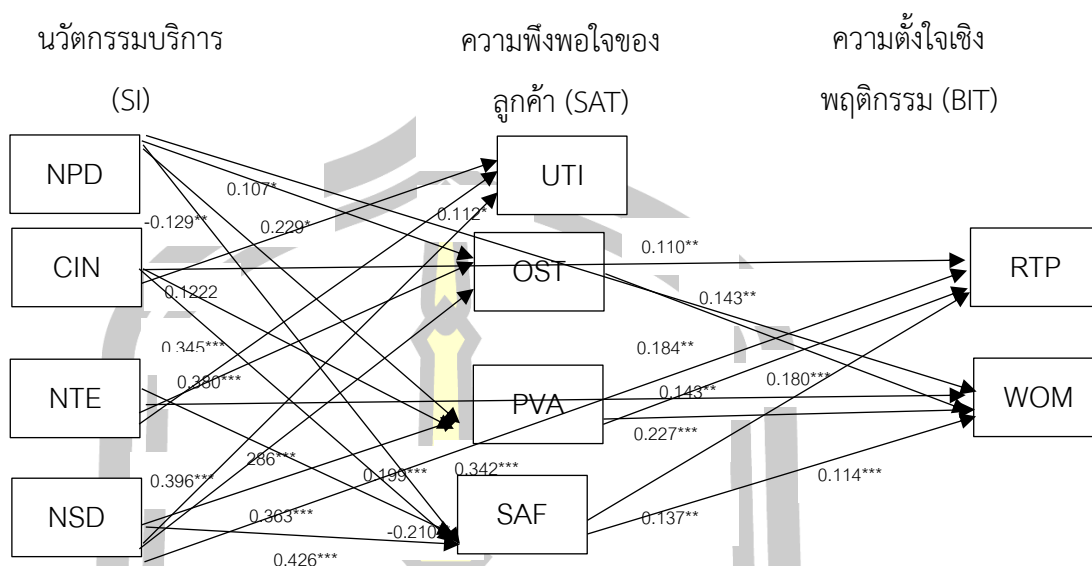 นวัตกรรมบริการ
(SI)
ความพึงพอใจของ
ลูกค้า (SAT)
ความตั้งใจเชิง
พฤติกรรม (BIT)
NPD
UTI
0.107*
-0.129**
0.229*
0.112*
CIN
OST
0.110**
RTP
0.1222
0.143**
0.345***
0.184**
NTE
0.380***
PVA
0.143**
0.180***
WOM
0.227***
286***
0.396***
0.199***
0.342***
0.114***
NSD
0.363***
SAF
-0.210
0.137**
0.426***